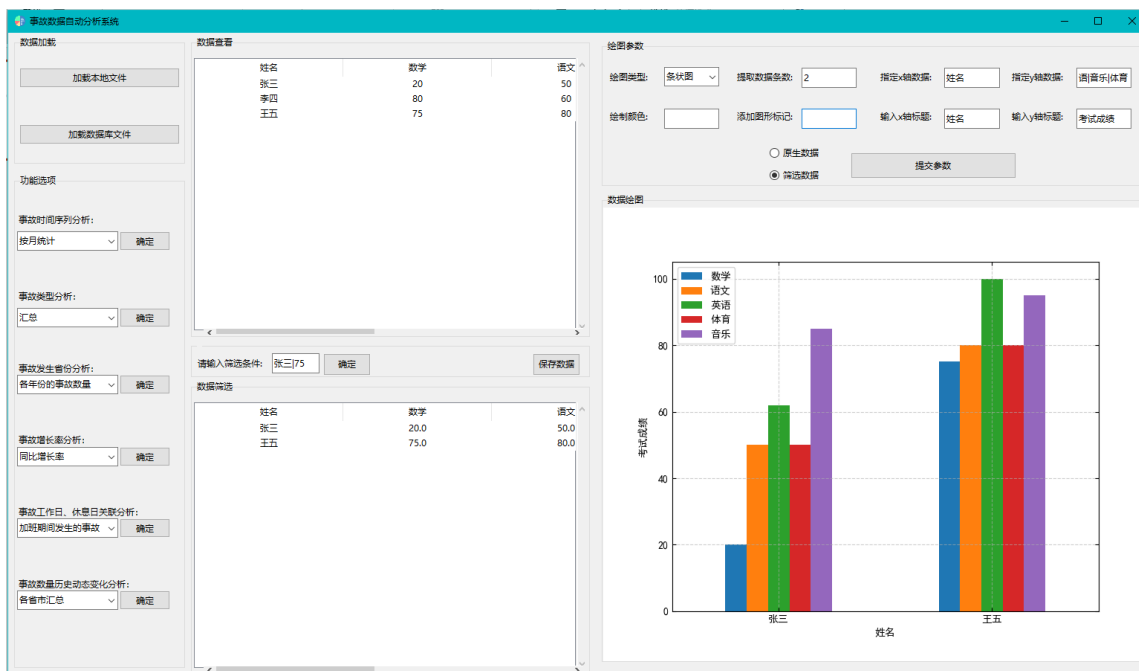 事故数据自动分析系统
数据加载
加载本地文件
加载数据库文件
功能选项
事故时间序列分析:
按月统计 确定
事故类型分析:
汇总 确定
事故发生省份分析:
各年份的事故数量 确定
事故增长率分析:
同比增长率 确定
事故工作日、休息日关联分析:
加班期间发生的事故 确定
事故数量历史动态变化分析:
各省市汇总 确定
数据查看
姓名 数学 语文
张三 20 50
李四 80 60
王五 75 80
请输入筛选条件: 张三|75 确定 保存数据
数据筛选
姓名 数学 语文
张三 20.0 50.0
王五 75.0 80.0
绘图参数
绘图类型: 条状图 提取数据条数: 2 指定x轴数据: 姓名 指定y轴数据: 语|音乐|体育
绘制颜色: 添加图形标记: 输入x轴标题: 姓名 输入y轴标题: 考试成绩
原生数据
筛选数据
提交参数
数据绘图
数学
语文
英语
体育
音乐
100
80
60
40
20
0
考试成绩
张三 王五
姓名